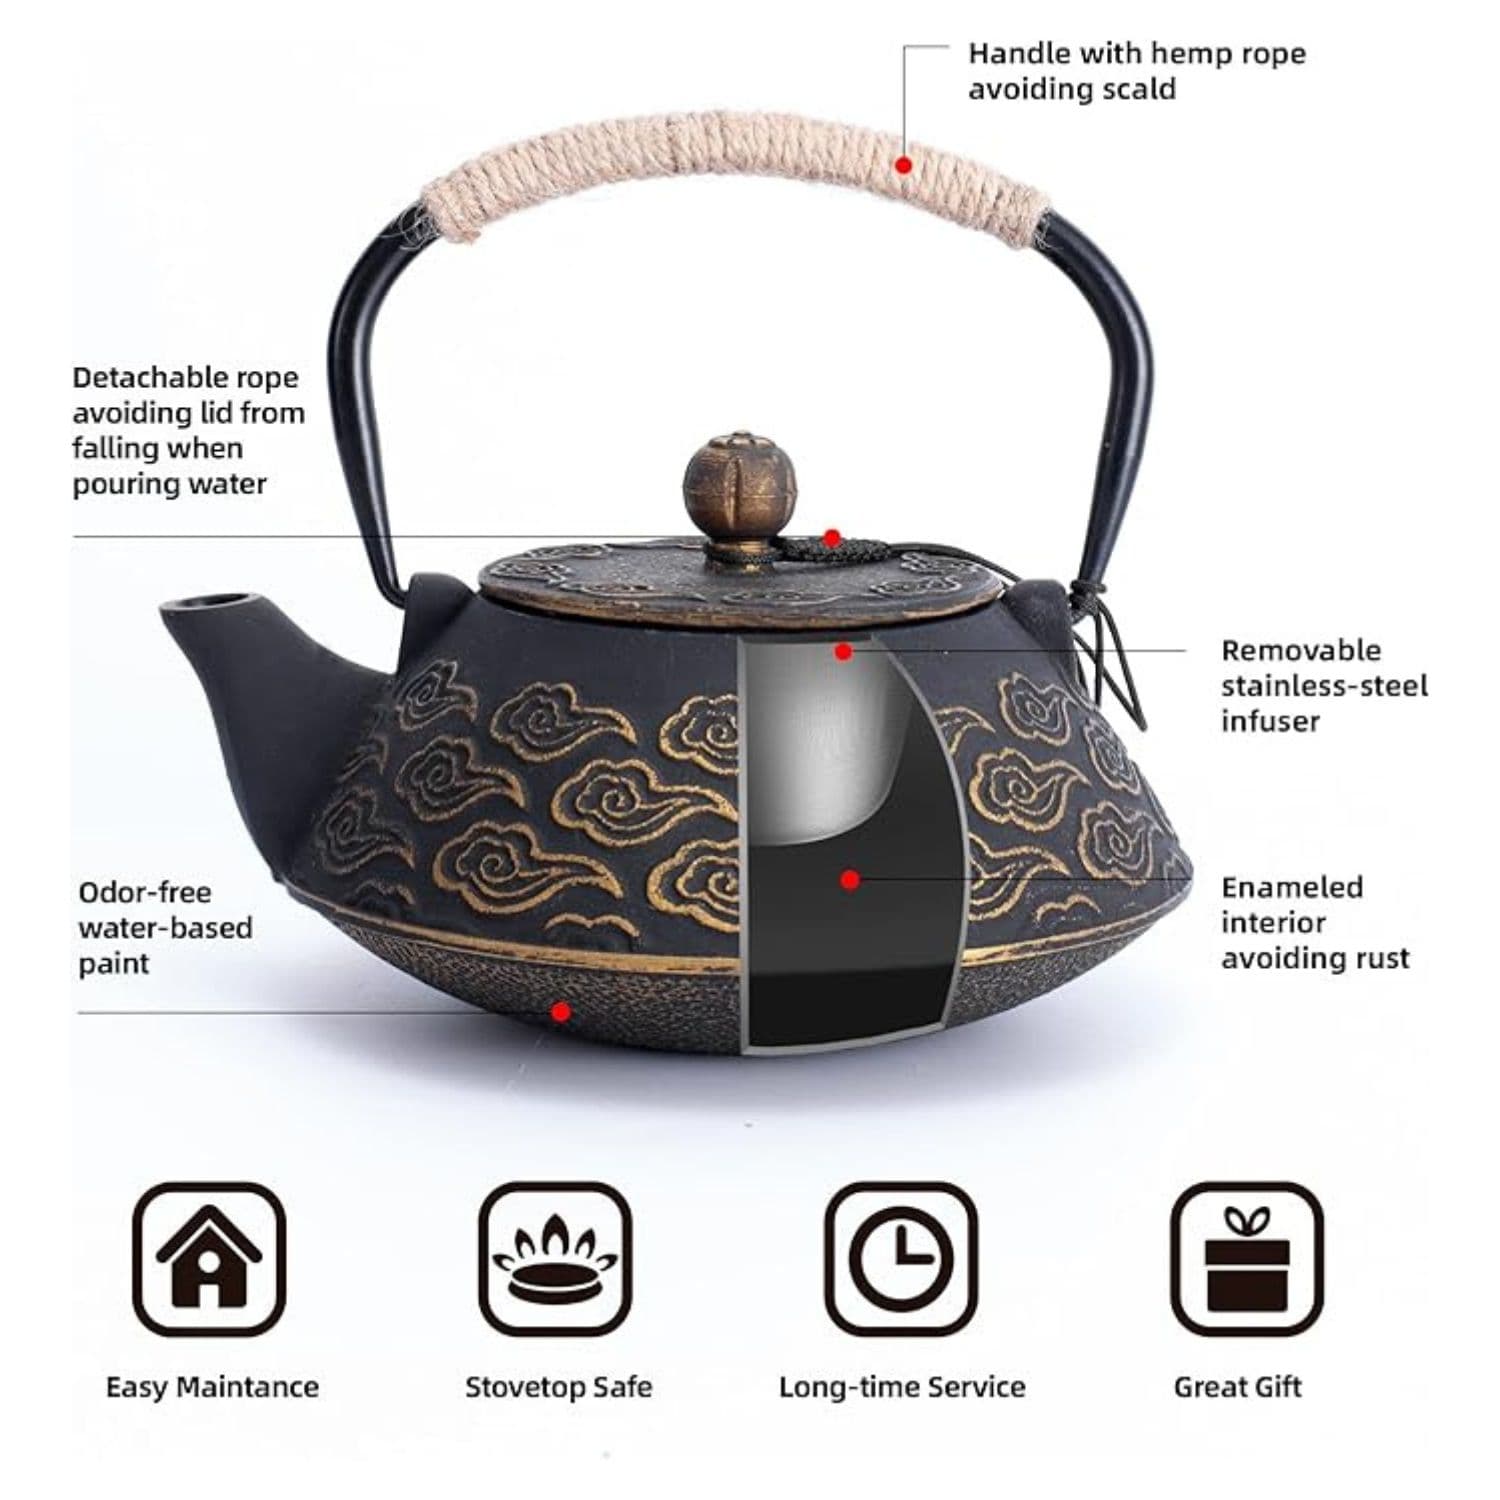 Handle with hemp rope
avoiding scald
Detachable rope
avoiding lid from
falling when
pouring water
Removable
stainless-steel
infuser
Odor-free
water-based
paint
Enameled
interior
avoiding rust
Easy Maintance
Stovetop Safe
Long-time Service
Great Gift